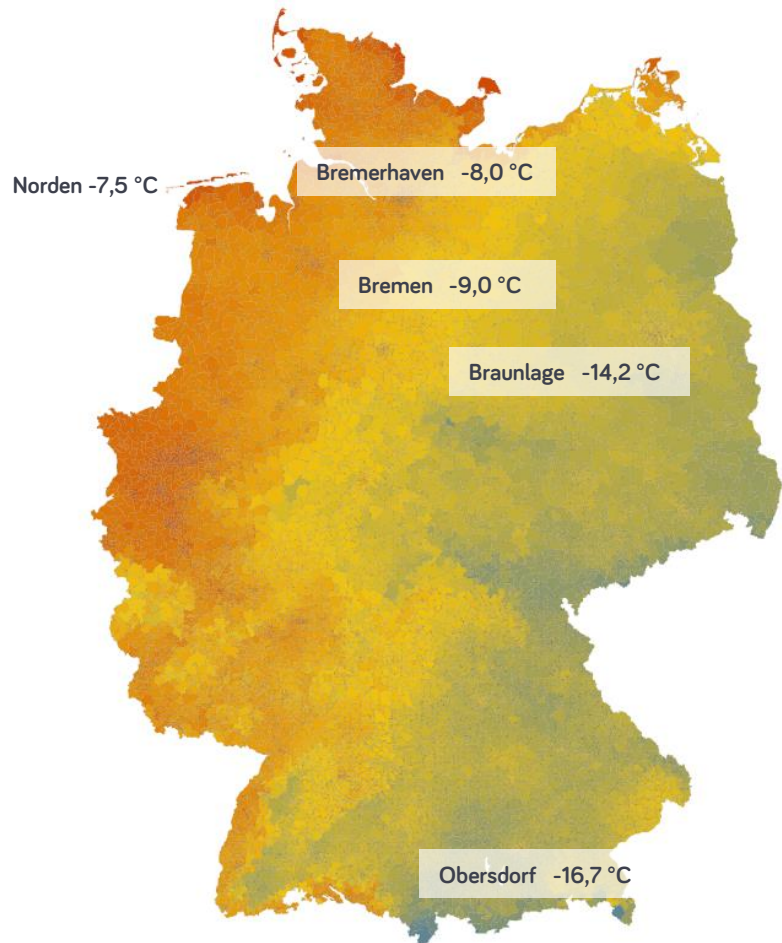 Bremerhaven -8,0 °C
Norden -7,5 °C
Bremen -9,0 °C
Braunlage -14,2 °C
Obersdorf -16,7 °C